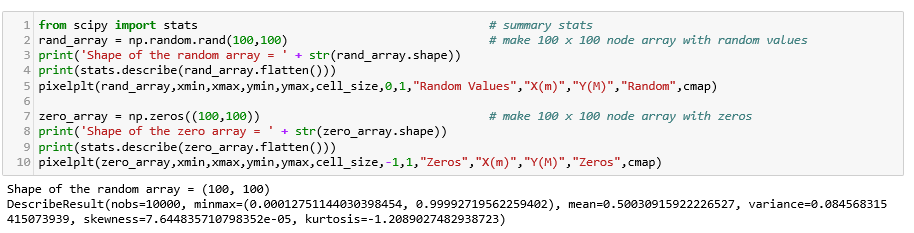 1 from scipy import stats # summary stats
2 rand_array = np.random.rand(100,100) # make 100 x 100 node array with random values
3 print('Shape of the random array = ' + str(rand_array.shape))
4 print(stats.describe(rand_array.flatten()))
5 pixelplt(rand_array,xmin,xmax,ymin,ymax,cell_size,0,1,"Random Values","X(m)","Y(M)","Random",cmap)
6
7 zero_array = np.zeros((100,100)) # make 100 x 100 node array with zeros
8 print('Shape of the zero array = ' + str(zero_array.shape))
9 print(stats.describe(zero_array.flatten()))
10 pixelplt(zero_array,xmin,xmax,ymin,ymax,cell_size,-1,1,"Zeros","X(m)","Y(M)","Zeros",cmap)
Shape of the random array = (100, 100)
DescribeResult(nobs=10000, minmax=(0.00012751144030398454, 0.99992719562259402), mean=0.50030915922226527, variance=0.084568315
415073939, skewness=7.644835710798352e-05, kurtosis=-1.2089027482938723)